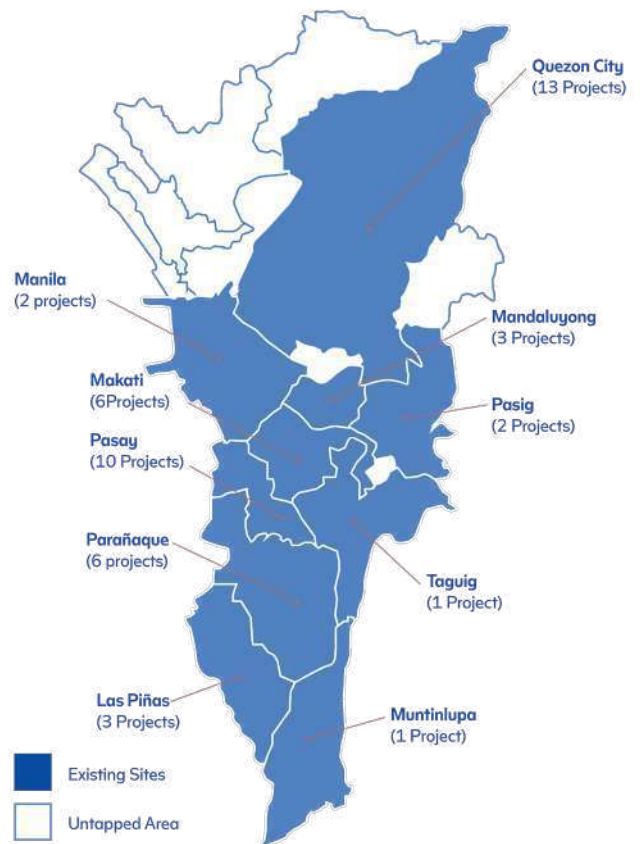 Quezon City
(13 Projects)
Manila
(2 projects)
Mandaluyong
(3 Projects)
Makati
(6Projects)
Pasig
(2 Projects)
Pasay
(10 Projects)
Parañaque
(6 projects)
Taguig
(1 Project)
Las Piñas
(3 Projects)
Muntinlupa
(1 Project)
Existing Sites
Untapped Area